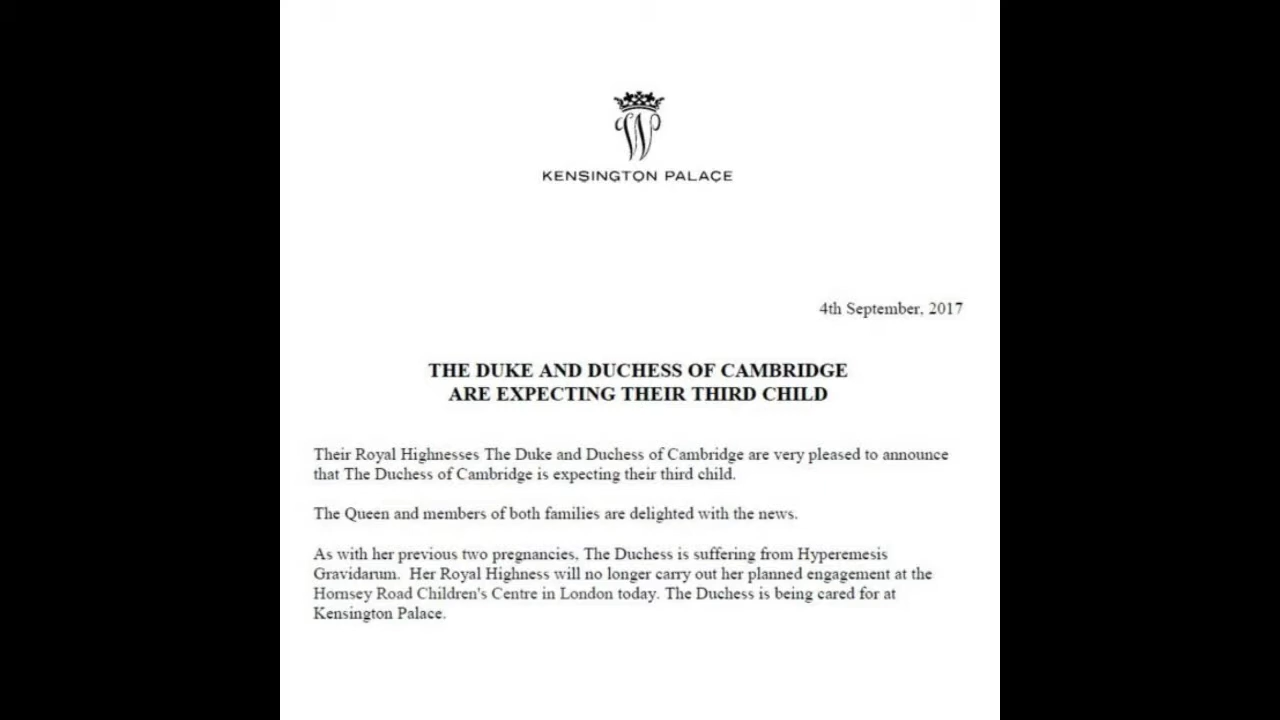 W
KENSINGTON PALACE
4th September, 2017
THE DUKE AND DUCHESS OF CAMBRIDGE
ARE EXPECTING THEIR THIRD CHILD
Their Royal Highnesses The Duke and Duchess of Cambridge are very pleased to announce
that The Duchess of Cambridge is expecting their third child.
The Queen and members of both families are delighted with the news.
As with her previous two pregnancies, The Duchess is suffering from Hyperemesis
Gravidarum. Her Royal Highness will no longer carry out her planned engagement at the
Hornsey Road Children's Centre in London today. The Duchess is being cared for at
Kensington Palace.